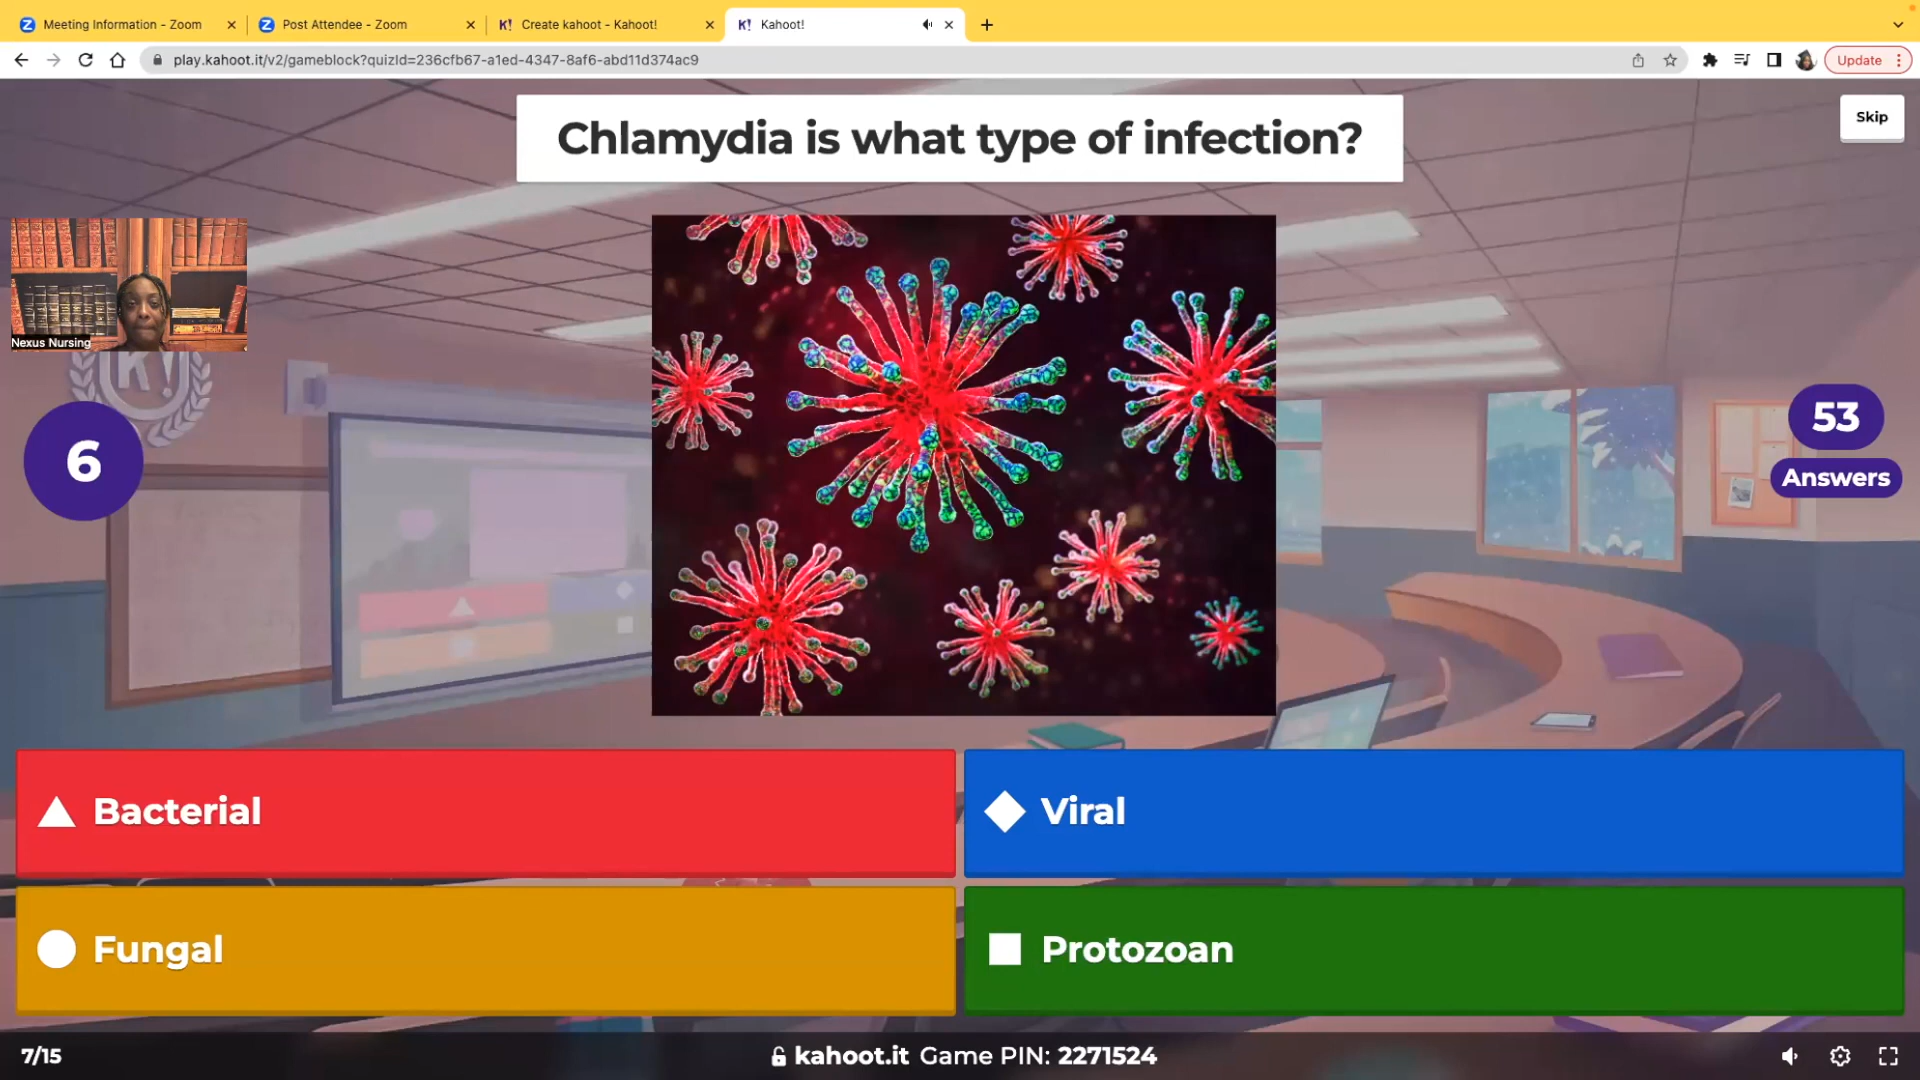 Meeting Information - Zoom
Post Attendee - Zoom
K! Create kahoot - Kahoot!
K! Kahoot!
play.kahoot.it/v2/gameblock?quizId=236cfb67-a1ed-4347-8af6-abd11d374ac9
Update
Chlamydia is what type of infection?
Skip
Nexus Nursing
K!
6
53
Answers
Bacterial
Viral
Fungal
Protozoan
7/15
kahoot.it Game PIN: 2271524